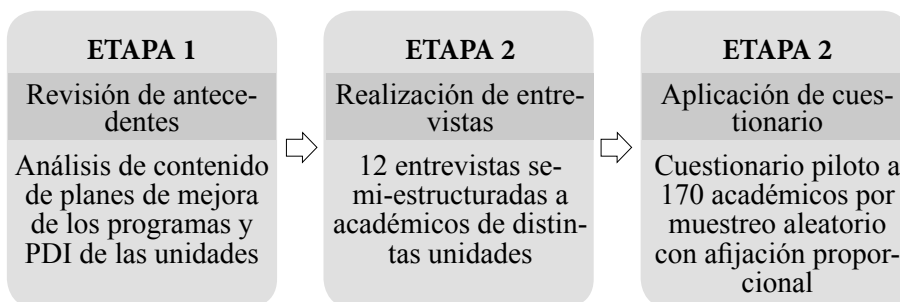 ETAPA 1
Revisión de antece-
dentes
Análisis de contenido
de planes de mejora
de los programas y
PDI de las unidades
ETAPA 2
Realización de entre-
vistas
12 entrevistas se-
mi-estructuradas a
académicos de distin-
tas unidades
ETAPA 2
Aplicación de cues-
tionario
Cuestionario piloto a
170 académicos por
muestreo aleatorio
con afijación propor-
cional